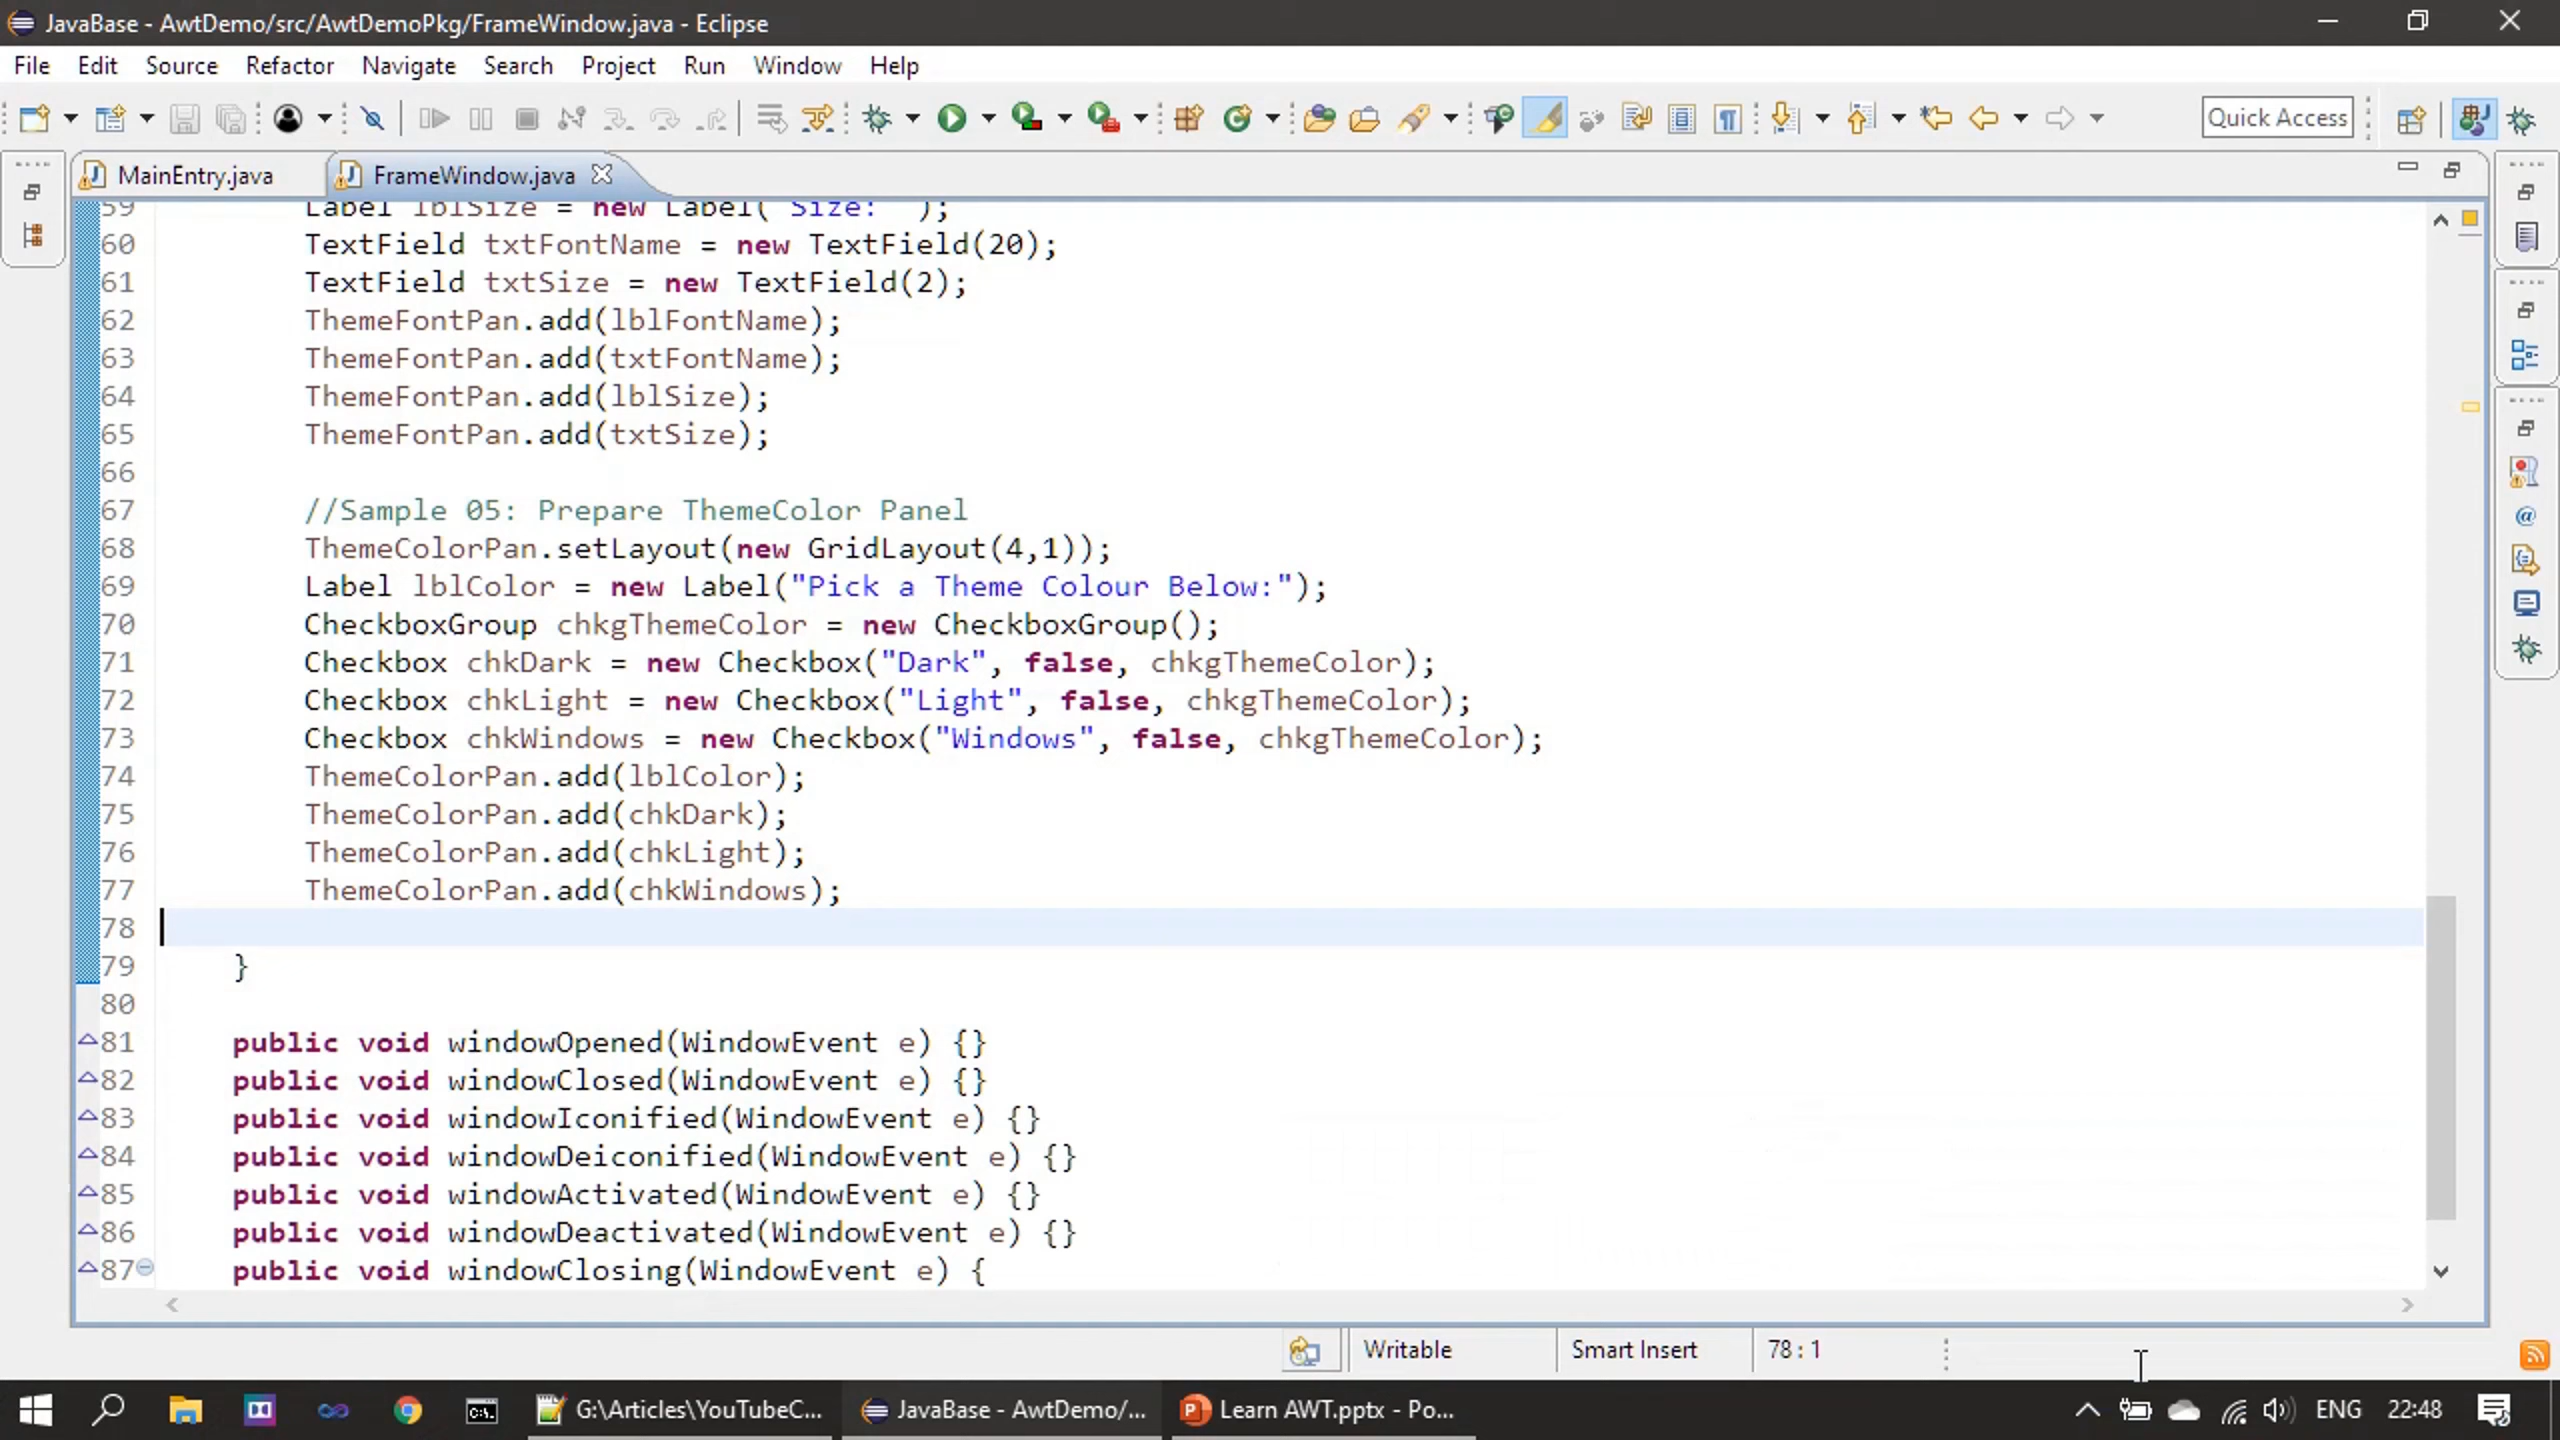 JavaBase - AwtDemo/src/AwtDemoPkg/FrameWindow.java - Eclipse
File Edit Source Refactor Navigate Search Project Run Window Help
Quick Access
MainEntry.java FrameWindow.java
59 Label lblSize = new Label("Size: ");
60 TextField txtFontName = new TextField(20);
61 TextField txtSize = new TextField(2);
62 ThemeFontPan.add(lblFontName);
63 ThemeFontPan.add(txtFontName);
64 ThemeFontPan.add(lblSize);
65 ThemeFontPan.add(txtSize);
66
67 //Sample 05: Prepare ThemeColor Panel
68 ThemeColorPan.setLayout(new GridLayout(4,1));
69 Label lblColor = new Label("Pick a Theme Colour Below:");
70 CheckboxGroup chkgThemeColor = new CheckboxGroup();
71 Checkbox chkDark = new Checkbox("Dark", false, chkgThemeColor);
72 Checkbox chkLight = new Checkbox("Light", false, chkgThemeColor);
73 Checkbox chkWindows = new Checkbox("Windows", false, chkgThemeColor);
74 ThemeColorPan.add(lblColor);
75 ThemeColorPan.add(chkDark);
76 ThemeColorPan.add(chkLight);
77 ThemeColorPan.add(chkWindows);
78
79 }
80
81 public void windowOpened(WindowEvent e) {}
82 public void windowClosed(WindowEvent e) {}
83 public void windowIconified(WindowEvent e) {}
84 public void windowDeiconified(WindowEvent e) {}
85 public void windowActivated(WindowEvent e) {}
86 public void windowDeactivated(WindowEvent e) {}
87 public void windowClosing(WindowEvent e) {
Writable Smart Insert 78 : 1
G:\Articles\YouTubeC... JavaBase - AwtDemo/... Learn AWT.pptx - Po... ENG 22:48